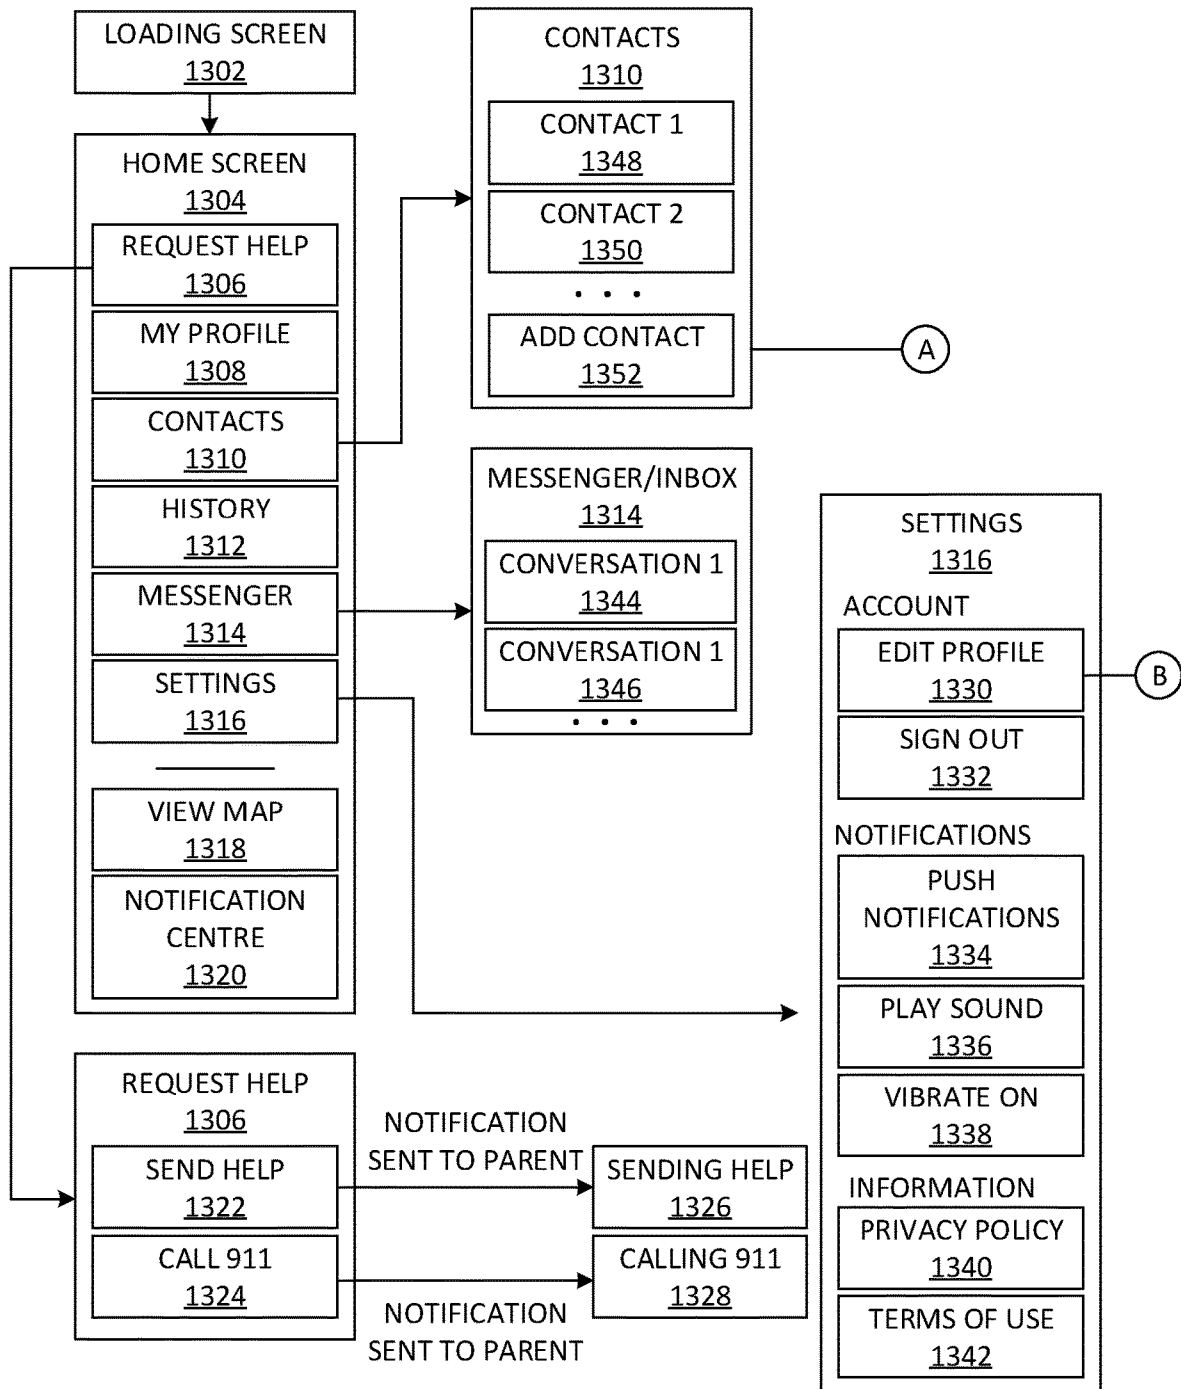 LOADING SCREEN
1302
HOME SCREEN
1304
REQUEST HELP
1306
MY PROFILE
1308
CONTACTS
1310
HISTORY
1312
MESSENGER
1314
SETTINGS
1316
VIEW MAP
1318
NOTIFICATION
CENTRE
1320
REQUEST HELP
1306
SEND HELP
1322
CALL 911
1324
NOTIFICATION
SENT TO PARENT
SENDING HELP
1326
CALLING 911
1328
NOTIFICATION
SENT TO PARENT
CONTACTS
1310
CONTACT 1
1348
CONTACT 2
1350
. . .
ADD CONTACT
1352
A
MESSENGER/INBOX
1314
CONVERSATION 1
1344
CONVERSATION 1
1346
. . .
SETTINGS
1316
ACCOUNT
EDIT PROFILE
1330
B
SIGN OUT
1332
NOTIFICATIONS
PUSH
NOTIFICATIONS
1334
PLAY SOUND
1336
VIBRATE ON
1338
INFORMATION
PRIVACY POLICY
1340
TERMS OF USE
1342